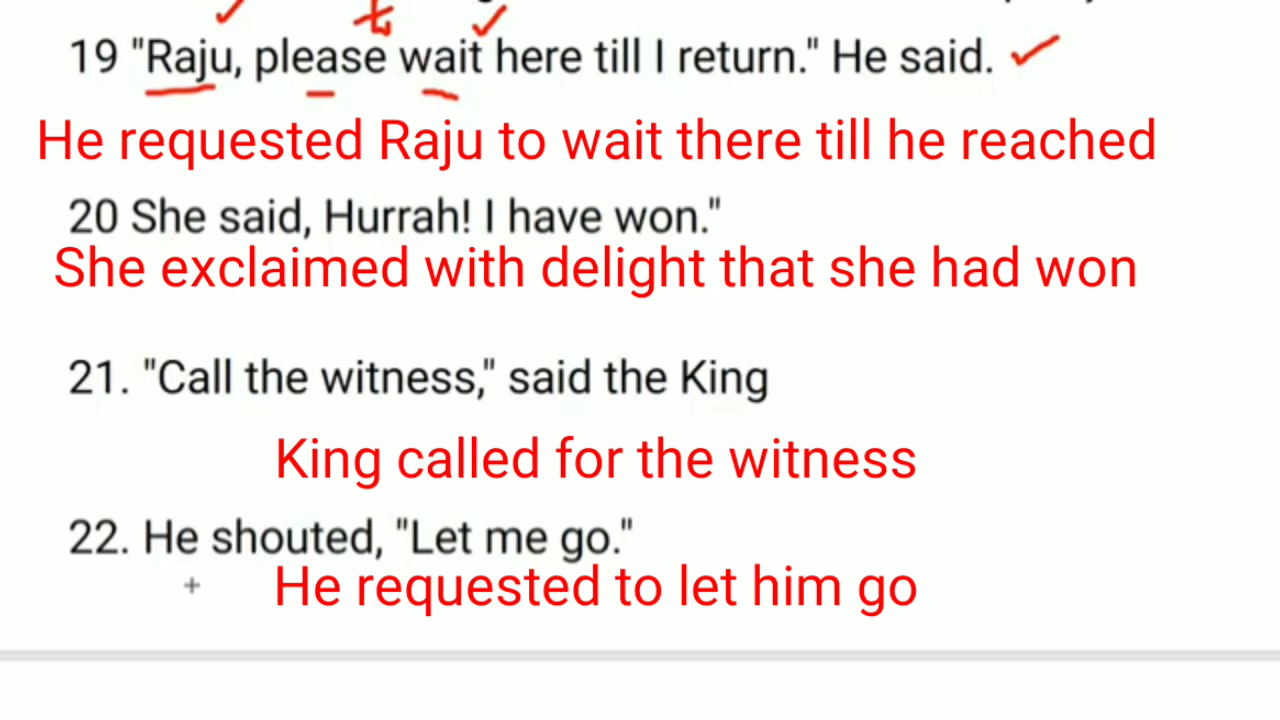 19 "Raju, please wait here till I return." He said.
He requested Raju to wait there till he reached
20 She said, Hurrah! I have won."
She exclaimed with delight that she had won
21. "Call the witness," said the King
King called for the witness
22. He shouted, "Let me go."
He requested to let him go